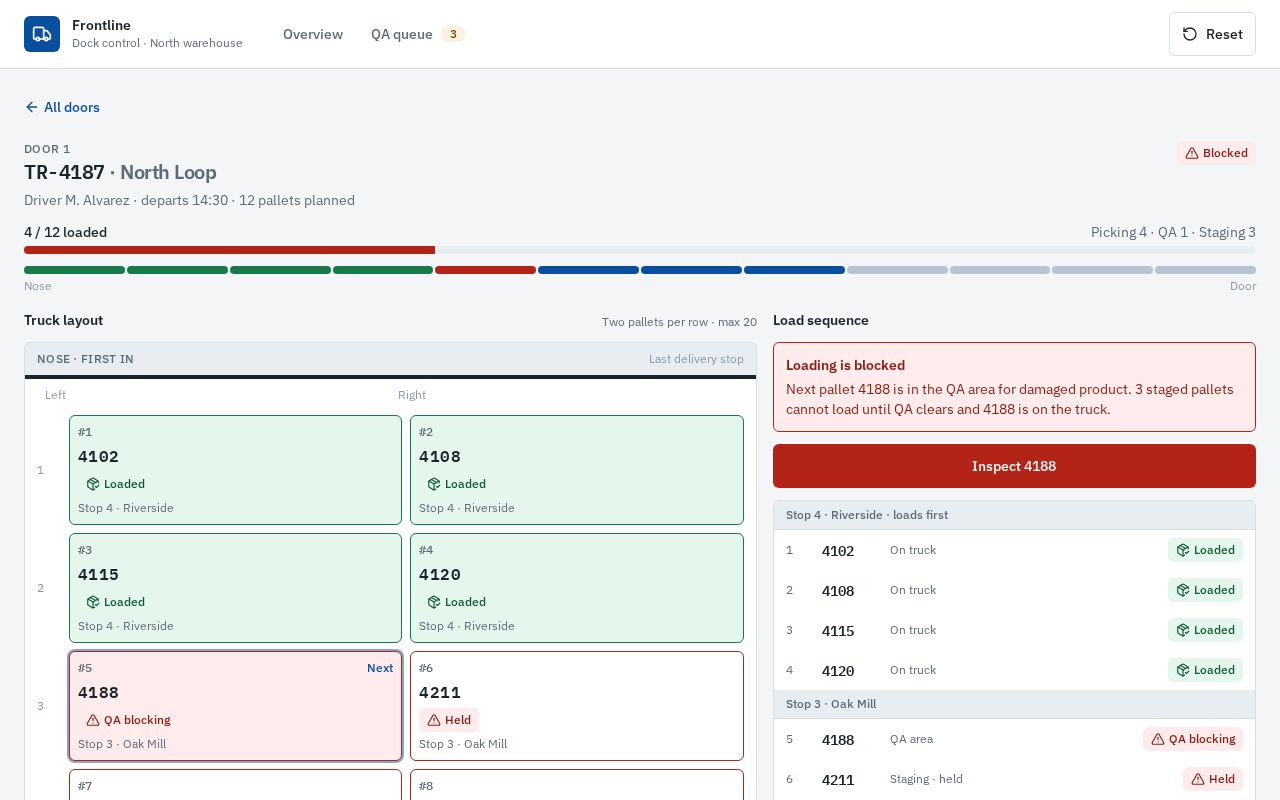 Frontline
Dock control · North warehouse
Overview
QA queue 3
Reset
All doors
DOOR 1
TR-4187 · North Loop
Blocked
Driver M. Alvarez · departs 14:30 · 12 pallets planned
4 / 12 loaded
Picking 4 · QA 1 · Staging 3
Nose
Door
Truck layout
Two pallets per row · max 20
NOSE · FIRST IN
Last delivery stop
Left
Right
1
#1
4102
Loaded
Stop 4 · Riverside
#2
4108
Loaded
Stop 4 · Riverside
2
#3
4115
Loaded
Stop 4 · Riverside
#4
4120
Loaded
Stop 4 · Riverside
3
#5
Next
4188
QA blocking
Stop 3 · Oak Mill
#6
4211
Held
Stop 3 · Oak Mill
#7
#8
Load sequence
Loading is blocked
Next pallet 4188 is in the QA area for damaged product. 3 staged pallets
cannot load until QA clears and 4188 is on the truck.
Inspect 4188
Stop 4 · Riverside · loads first
1 4102 On truck Loaded
2 4108 On truck Loaded
3 4115 On truck Loaded
4 4120 On truck Loaded
Stop 3 · Oak Mill
5 4188 QA area QA blocking
6 4211 Staging · held Held